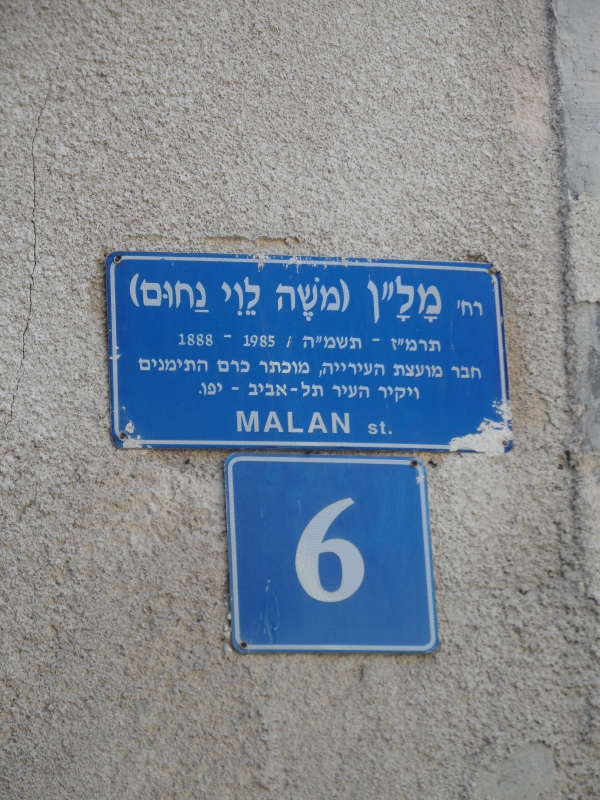 רח' מָלָ"ן (מֹשֶׁה לֵוִי נַחוּם)
תרמ"ז - תשמ"ה / 1985 - 1888
חבר מועצת העירייה, מוכתר כרם התימנים
ויקיר העיר תל-אביב - יפו.
MALAN st.
6